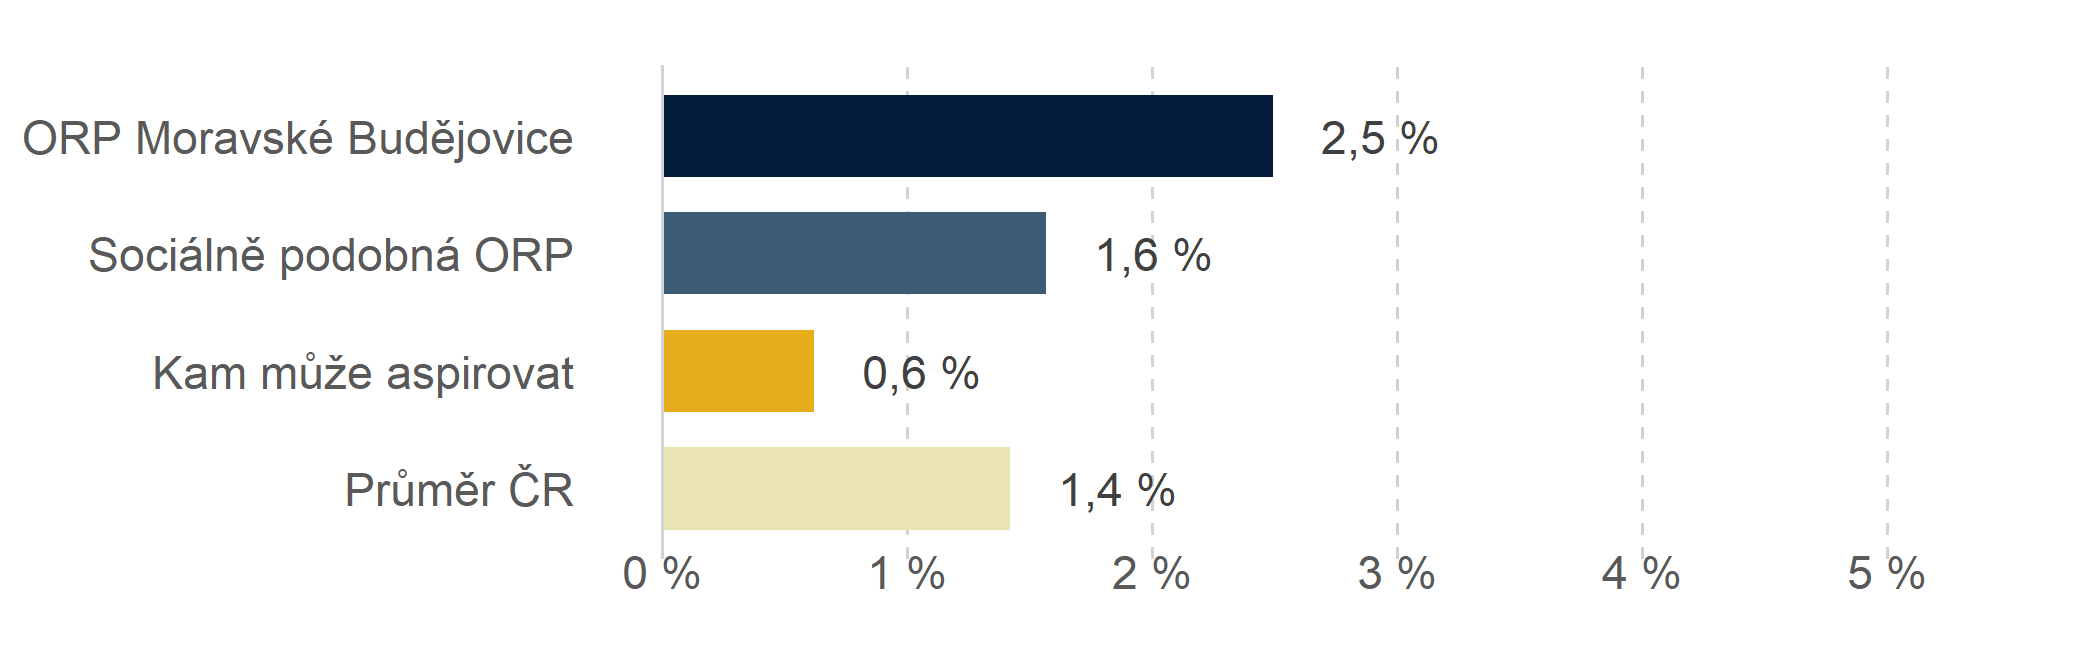 ORP Moravské Budějovice 2,5 %
Sociálně podobná ORP 1,6 %
Kam může aspirovat 0,6 %
Průměr ČR 1,4 %
0 % 1 % 2 % 3 % 4 % 5 %